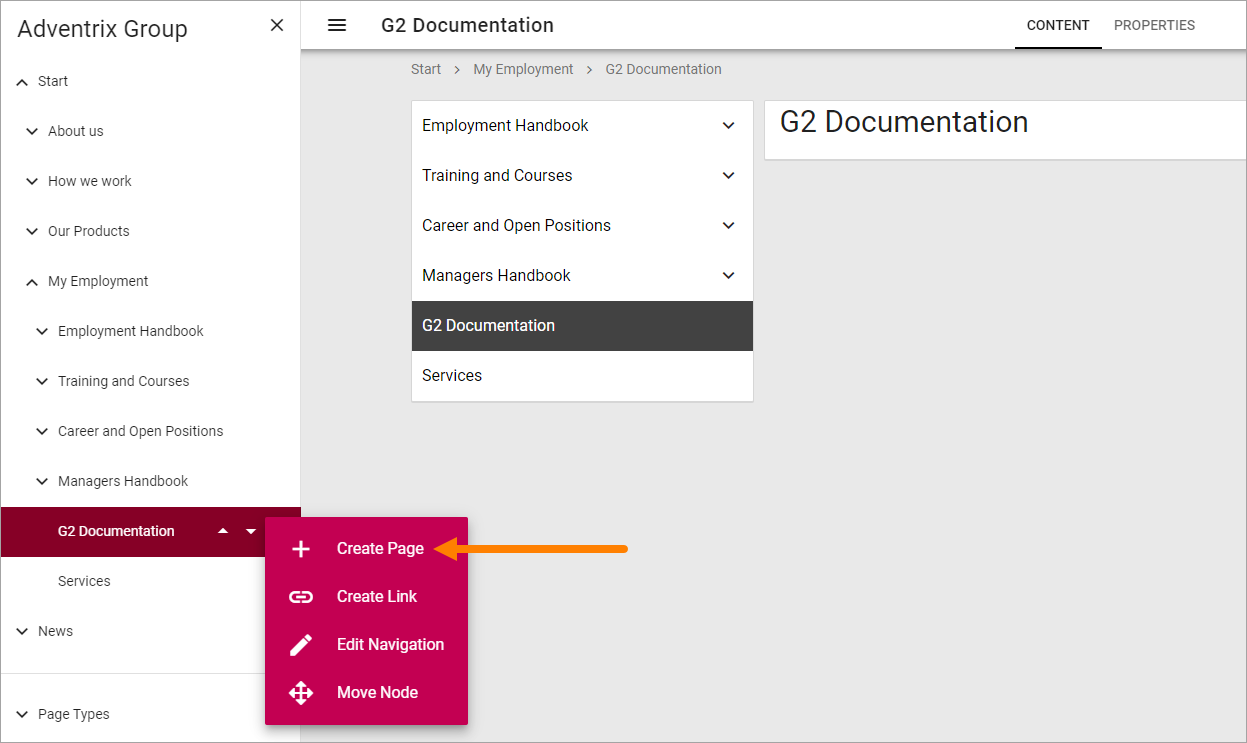 Adventrix Group
Start
About us
How we work
Our Products
My Employment
Employment Handbook
Training and Courses
Career and Open Positions
Managers Handbook
G2 Documentation
Services
News
Page Types
Create Page
Create Link
Edit Navigation
Move Node
G2 Documentation
CONTENT PROPERTIES
Start > My Employment > G2 Documentation
Employment Handbook
Training and Courses
Career and Open Positions
Managers Handbook
G2 Documentation
Services
G2 Documentation